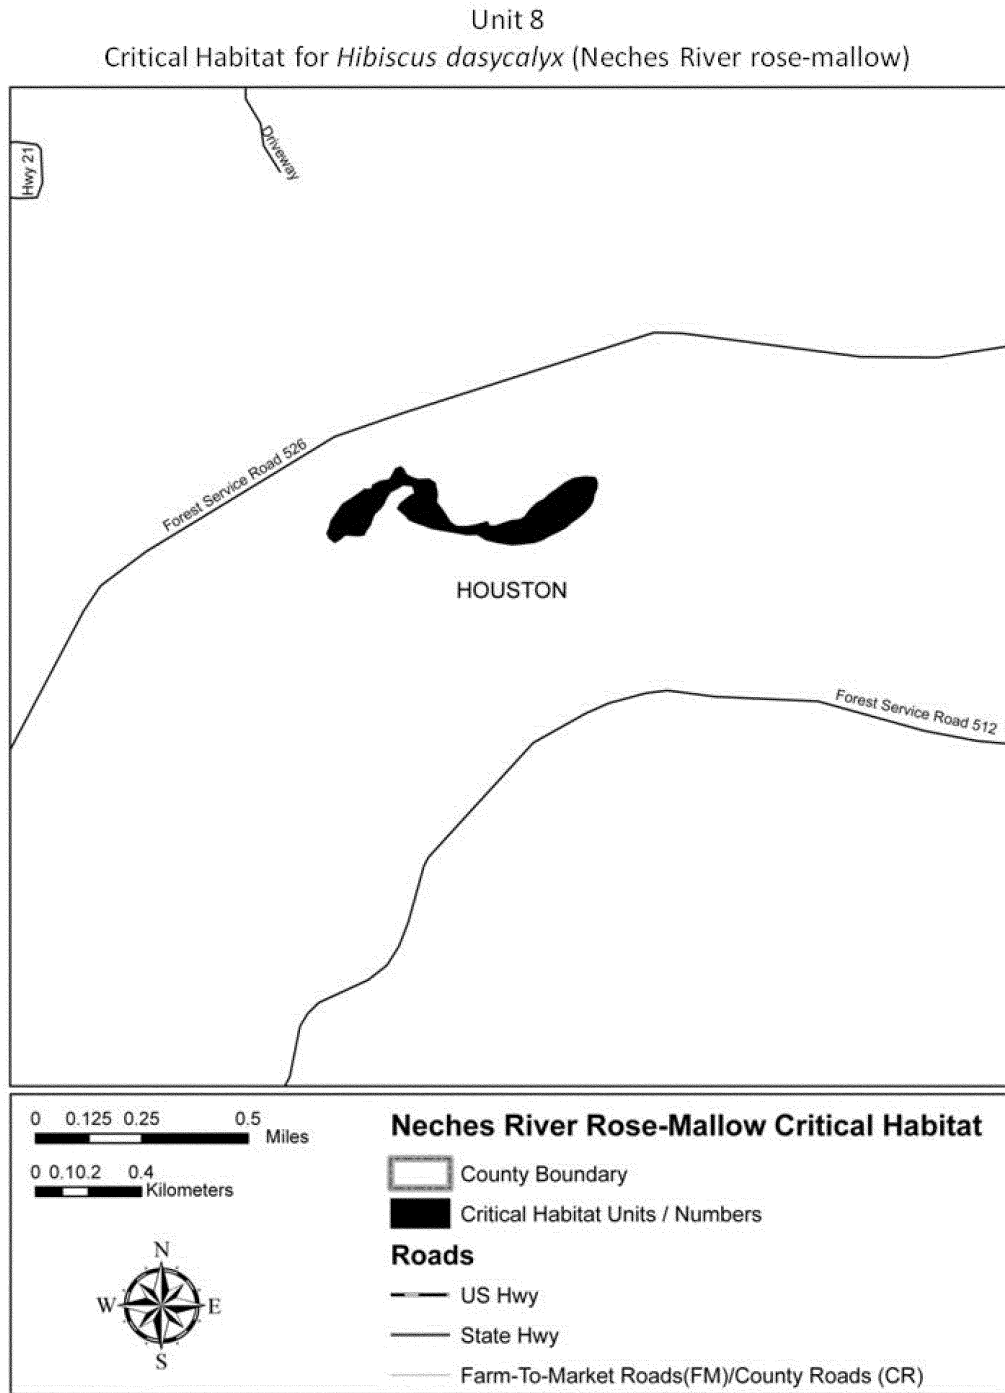 Unit 8
Critical Habitat for Hibiscus dasycalyx (Neches River rose-mallow)
Driveway
Hwy 21
Forest Service Road 526
HOUSTON
Forest Service Road 512
0 0.125 0.25 0.5
Miles
0 0.10.2 0.4
Kilometers
N
W E
S
Neches River Rose-Mallow Critical Habitat
County Boundary
Critical Habitat Units / Numbers
Roads
US Hwy
State Hwy
Farm-To-Market Roads(FM)/County Roads (CR)